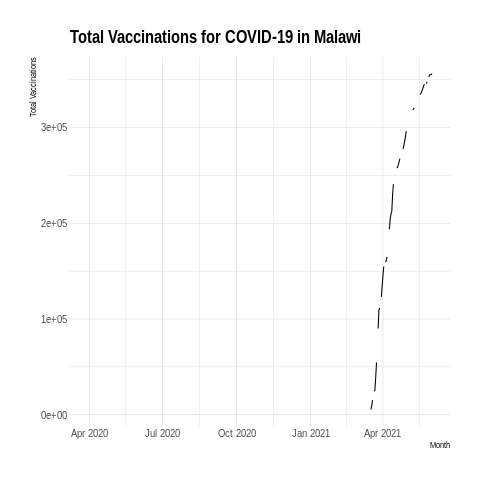 Total Vaccinations for COVID-19 in Malawi
Total Vaccinations
3e+05
2e+05
1e+05
0e+00
Apr 2020 Jul 2020 Oct 2020 Jan 2021 Apr 2021
Month